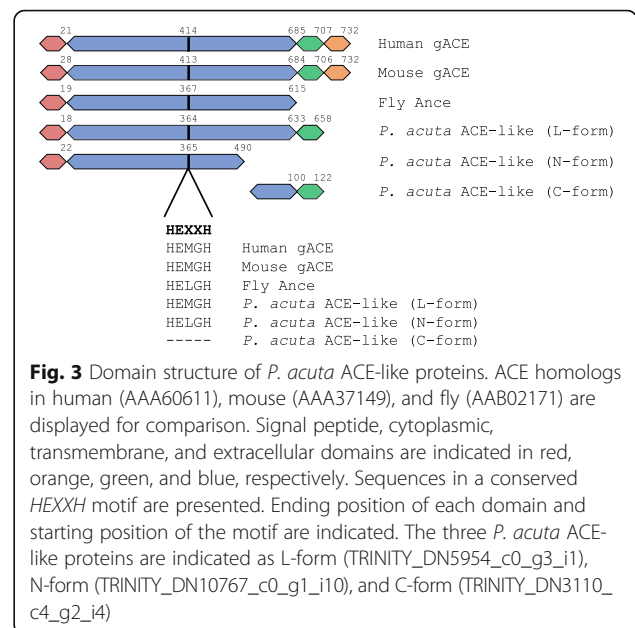 21 414 685 707 732
Human gACE
28 413 684 706 732
Mouse gACE
19 367 615
Fly Ance
18 364 633 658
P. acuta ACE-like (L-form)
22 365 490
P. acuta ACE-like (N-form)
100 122
P. acuta ACE-like (C-form)
HEXXH
HEMGH Human gACE
HEMGH Mouse gACE
HELGH Fly Ance
HEMGH P. acuta ACE-like (L-form)
HELGH P. acuta ACE-like (N-form)
----- P. acuta ACE-like (C-form)
Fig. 3 Domain structure of P. acuta ACE-like proteins. ACE homologs
in human (AAA60611), mouse (AAA37149), and fly (AAB02171) are
displayed for comparison. Signal peptide, cytoplasmic,
transmembrane, and extracellular domains are indicated in red,
orange, green, and blue, respectively. Sequences in a conserved
HEXXH motif are presented. Ending position of each domain and
starting position of the motif are indicated. The three P. acuta ACE-
like proteins are indicated as L-form (TRINITY_DN5954_c0_g3_i1),
N-form (TRINITY_DN10767_c0_g1_i10), and C-form (TRINITY_DN3110_
c4_g2_i4)